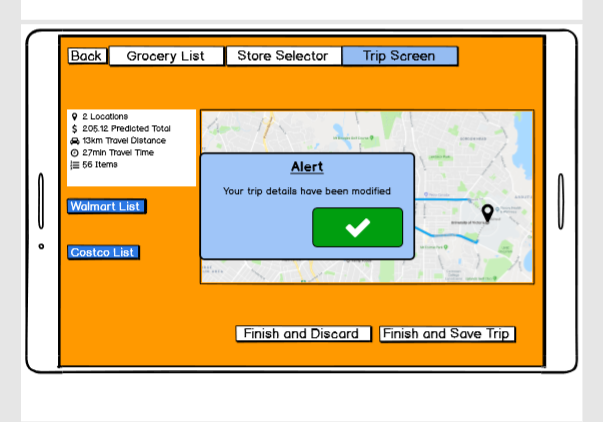 Back
Grocery List
Store Selector
Trip Screen
2 Locations
$ 205.12 Predicted Total
13km Travel Distance
27min Travel Time
56 Items
Alert
Your trip details have been modified
Walmart List
Costco List
Finish and Discard
Finish and Save Trip